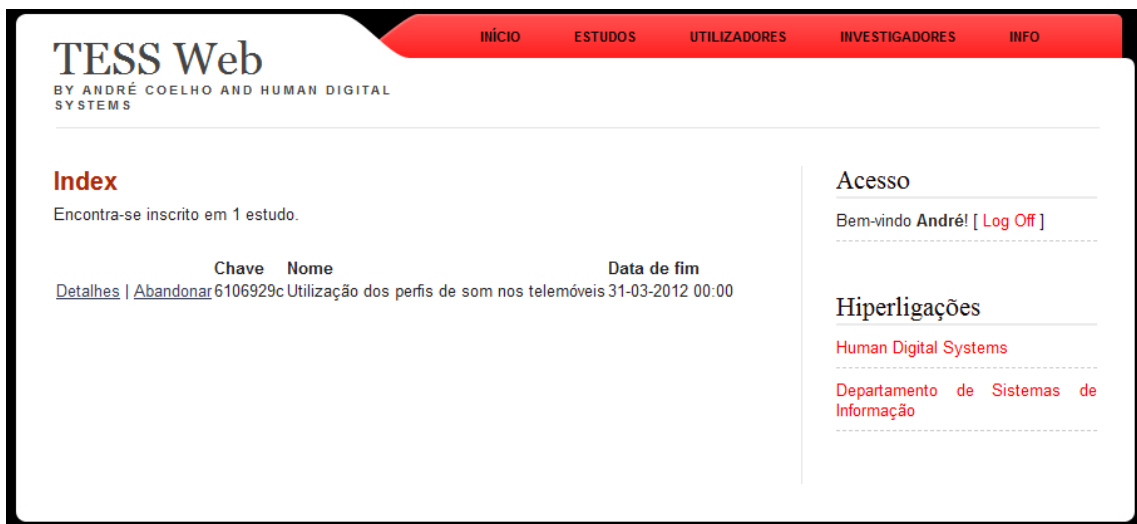 INÍCIO ESTUDOS UTILIZADORES INVESTIGADORES INFO
TESS Web
BY ANDRÉ COELHO AND HUMAN DIGITAL
SYSTEMS
Index
Encontra-se inscrito em 1 estudo.
Chave Nome Data de fim
Detalhes | Abandonar 6106929c Utilização dos perfis de som nos telemóveis 31-03-2012 00:00
Acesso
Bem-vindo André! [ Log Off ]
Hiperligações
Human Digital Systems
Departamento de Sistemas de
Informação